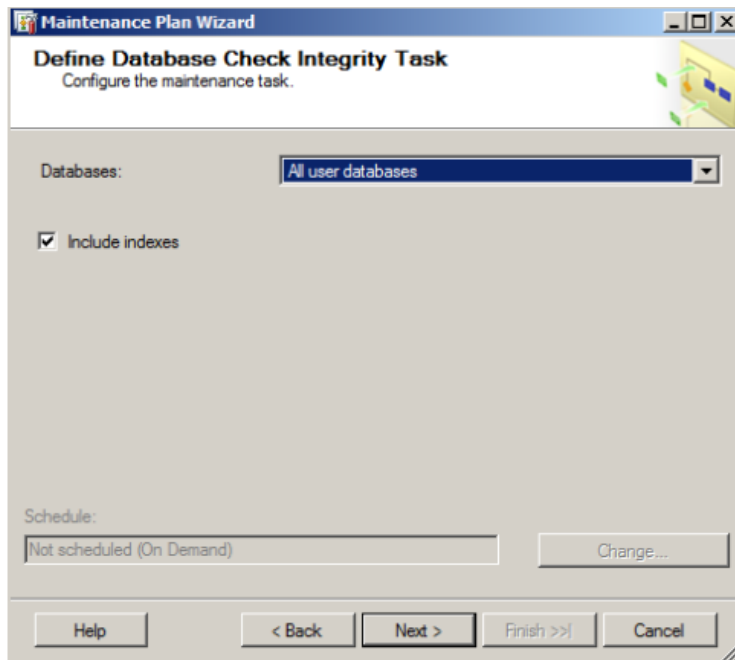 Maintenance Plan Wizard
Define Database Check Integrity Task
Configure the maintenance task.
Databases:
All user databases
Include indexes
Schedule:
Not scheduled (On Demand)
Change...
Help
< Back
Next >
Finish >>|
Cancel